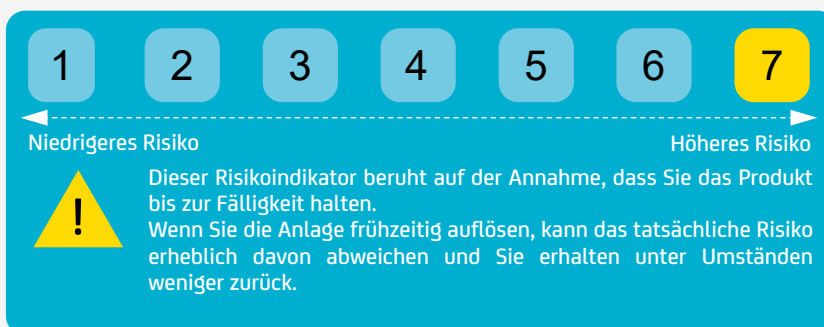 1 2 3 4 5 6 7
Niedrigeres Risiko Höheres Risiko
Dieser Risikoindikator beruht auf der Annahme, dass Sie das Produkt
bis zur Fälligkeit halten.
Wenn Sie die Anlage frühzeitig auflösen, kann das tatsächliche Risiko
erheblich davon abweichen und Sie erhalten unter Umständen
weniger zurück.
!